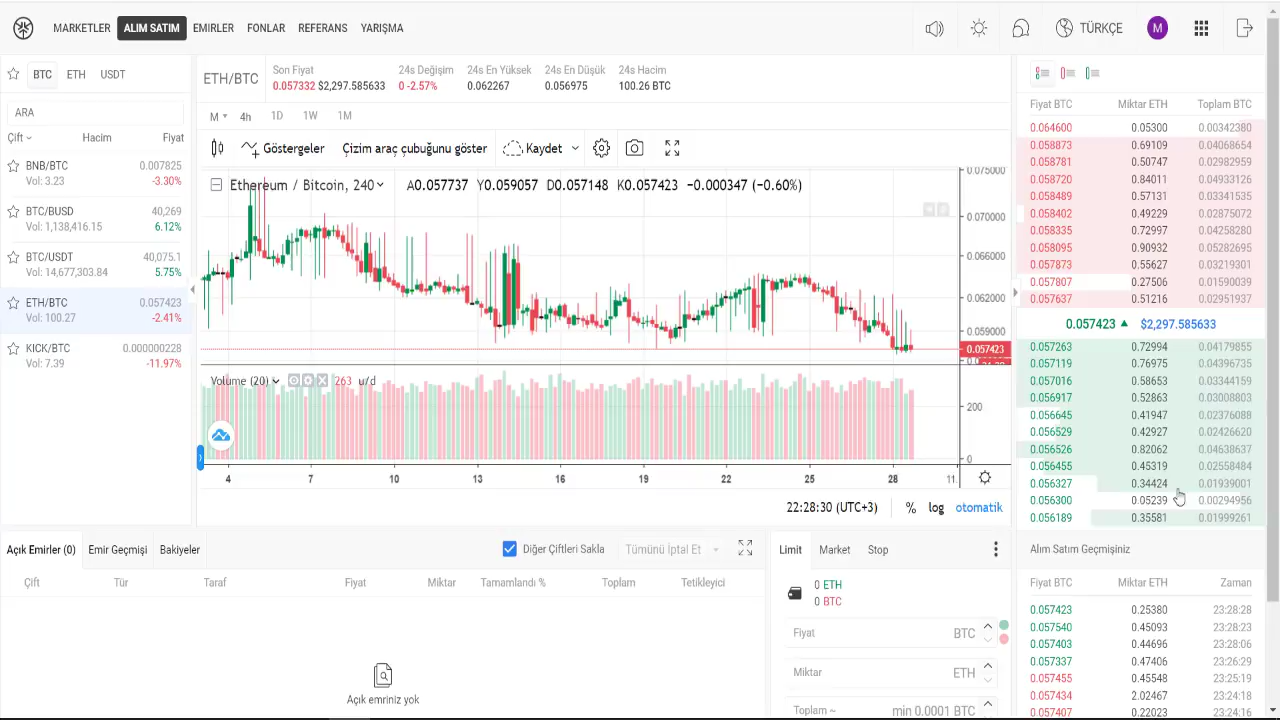 MARKETLER ALIM SATIM EMİRLER FONLAR REFERANS YARIŞMA TÜRKÇE M
BTC ETH USDT
ARA
Çift Hacim Fiyat
BNB/BTC 0.007825
Vol: 3.23 -3.30%
BTC/BUSD 40,269
Vol: 1,138,416.15 6.12%
BTC/USDT 40,075.1
Vol: 14,677,303.84 5.75%
ETH/BTC 0.057423
Vol: 100.27 -2.41%
KICK/BTC 0.000000228
Vol: 7.39 -11.97%
ETH/BTC
Son Fiyat 24s Değişim 24s En Yüksek 24s En Düşük 24s Hacim
0.057332 $2,297.585633 0 -2.57% 0.062267 0.056975 100.26 BTC
M 4h 1D 1W 1M
Göstergeler Çizim araç çubuğunu göster Kaydet
Ethereum / Bitcoin, 240 A0.057737 Y0.059057 D0.057148 K0.057423 −0.000347 (−0.60%)
0.075000
0.070000
0.066000
0.062000
0.059000
0.057423
Volume (20) 263 u/d
200
0
4 7 10 13 16 19 22 25 28 11
22:28:30 (UTC+3) % log otomatik
Açık Emirler (0) Emir Geçmişi Bakiyeler Diğer Çiftleri Sakla Tümünü İptal Et
Çift Tür Taraf Fiyat Miktar Tamamlandı % Toplam Tetikleyici
Açık emriniz yok
Limit Market Stop
0 ETH
0 BTC
Fiyat BTC
Miktar ETH
Toplam ~ min 0.0001 BTC
Fiyat BTC Miktar ETH Toplam BTC
0.064600 0.05300 0.00342380
0.058873 0.69109 0.04068654
0.058781 0.50747 0.02982959
0.058720 0.84011 0.04933126
0.058489 0.57131 0.03341535
0.058402 0.49229 0.02875072
0.058335 0.72997 0.04258280
0.058095 0.90932 0.05282695
0.057873 0.55627 0.03219301
0.057807 0.27506 0.01590039
0.057637 0.51216 0.02951937
0.057423 $2,297.585633
0.057263 0.72994 0.04179855
0.057119 0.76975 0.04396735
0.057016 0.58653 0.03344159
0.056917 0.52863 0.03008803
0.056645 0.41947 0.02376088
0.056529 0.42927 0.02426620
0.056526 0.82062 0.04638637
0.056455 0.45319 0.02558484
0.056327 0.34424 0.01939001
0.056300 0.05239 0.00294956
0.056189 0.35581 0.01999261
Alım Satım Geçmişiniz
Fiyat BTC Miktar ETH Zaman
0.057423 0.25380 23:28:28
0.057540 0.45093 23:28:23
0.057403 0.44696 23:28:06
0.057337 0.47406 23:26:29
0.057455 0.45548 23:25:19
0.057434 2.02467 23:24:18
0.057407 0.22023 23:24:16